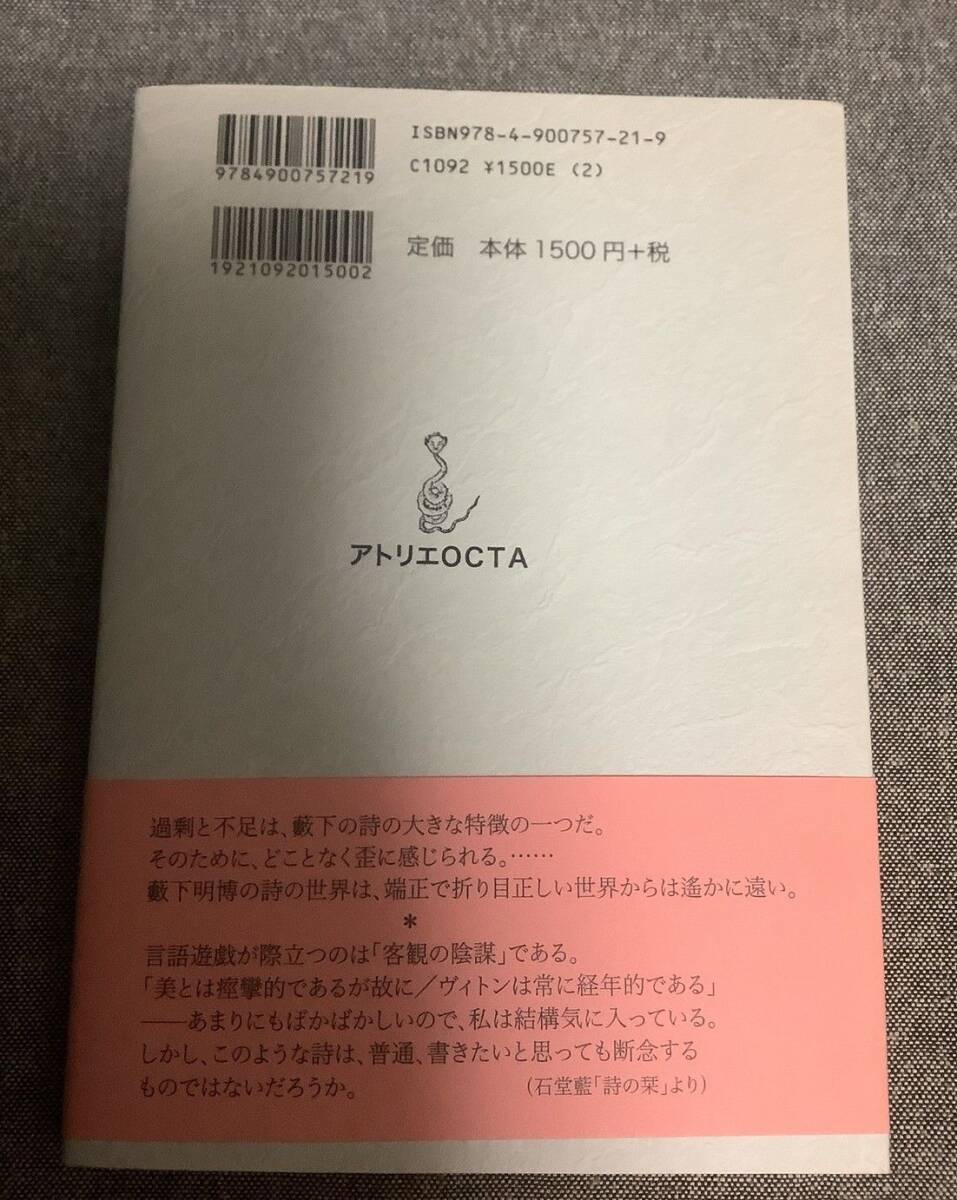 ISBN978-4-900757-21-9
9784900757219
C1092 ¥1500E (2)
1921092015002
定価　本体1500円+税
アトリエOCTA
過剰と不足は、藪下の詩の大きな特徴の一つだ。
そのために、どことなく歪に感じられる。……
藪下明博の詩の世界は、端正で折り目正しい世界からは遙かに遠い。
*
言語遊戯が際立つのは「客観の陰謀」である。
「美とは痙攣的であるが故に／ヴィトンは常に経年的である」
――あまりにもばかばかしいので、私は結構気に入っている。
しかし、このような詩は、普通、書きたいと思っても断念する
ものではないだろうか。
(石堂藍「詩の栞」より)